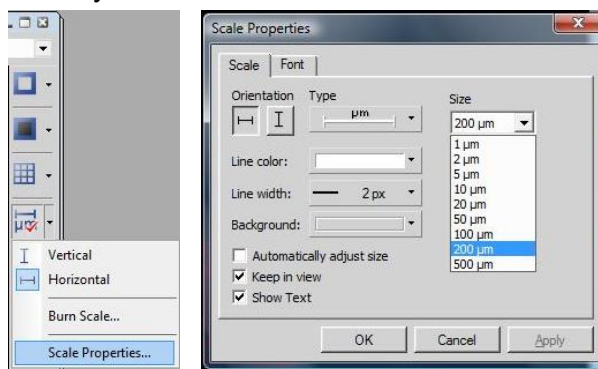 µm
Vertical
Horizontal
Burn Scale...
Scale Properties...
Scale Properties
Scale
Font
Orientation
Type
µm
Size
200 µm
1 µm
2 µm
5 µm
10 µm
20 µm
50 µm
100 µm
200 µm
500 µm
Line color:
Line width:
2 px
Background:
Automatically adjust size
Keep in view
Show Text
OK
Cancel
Apply